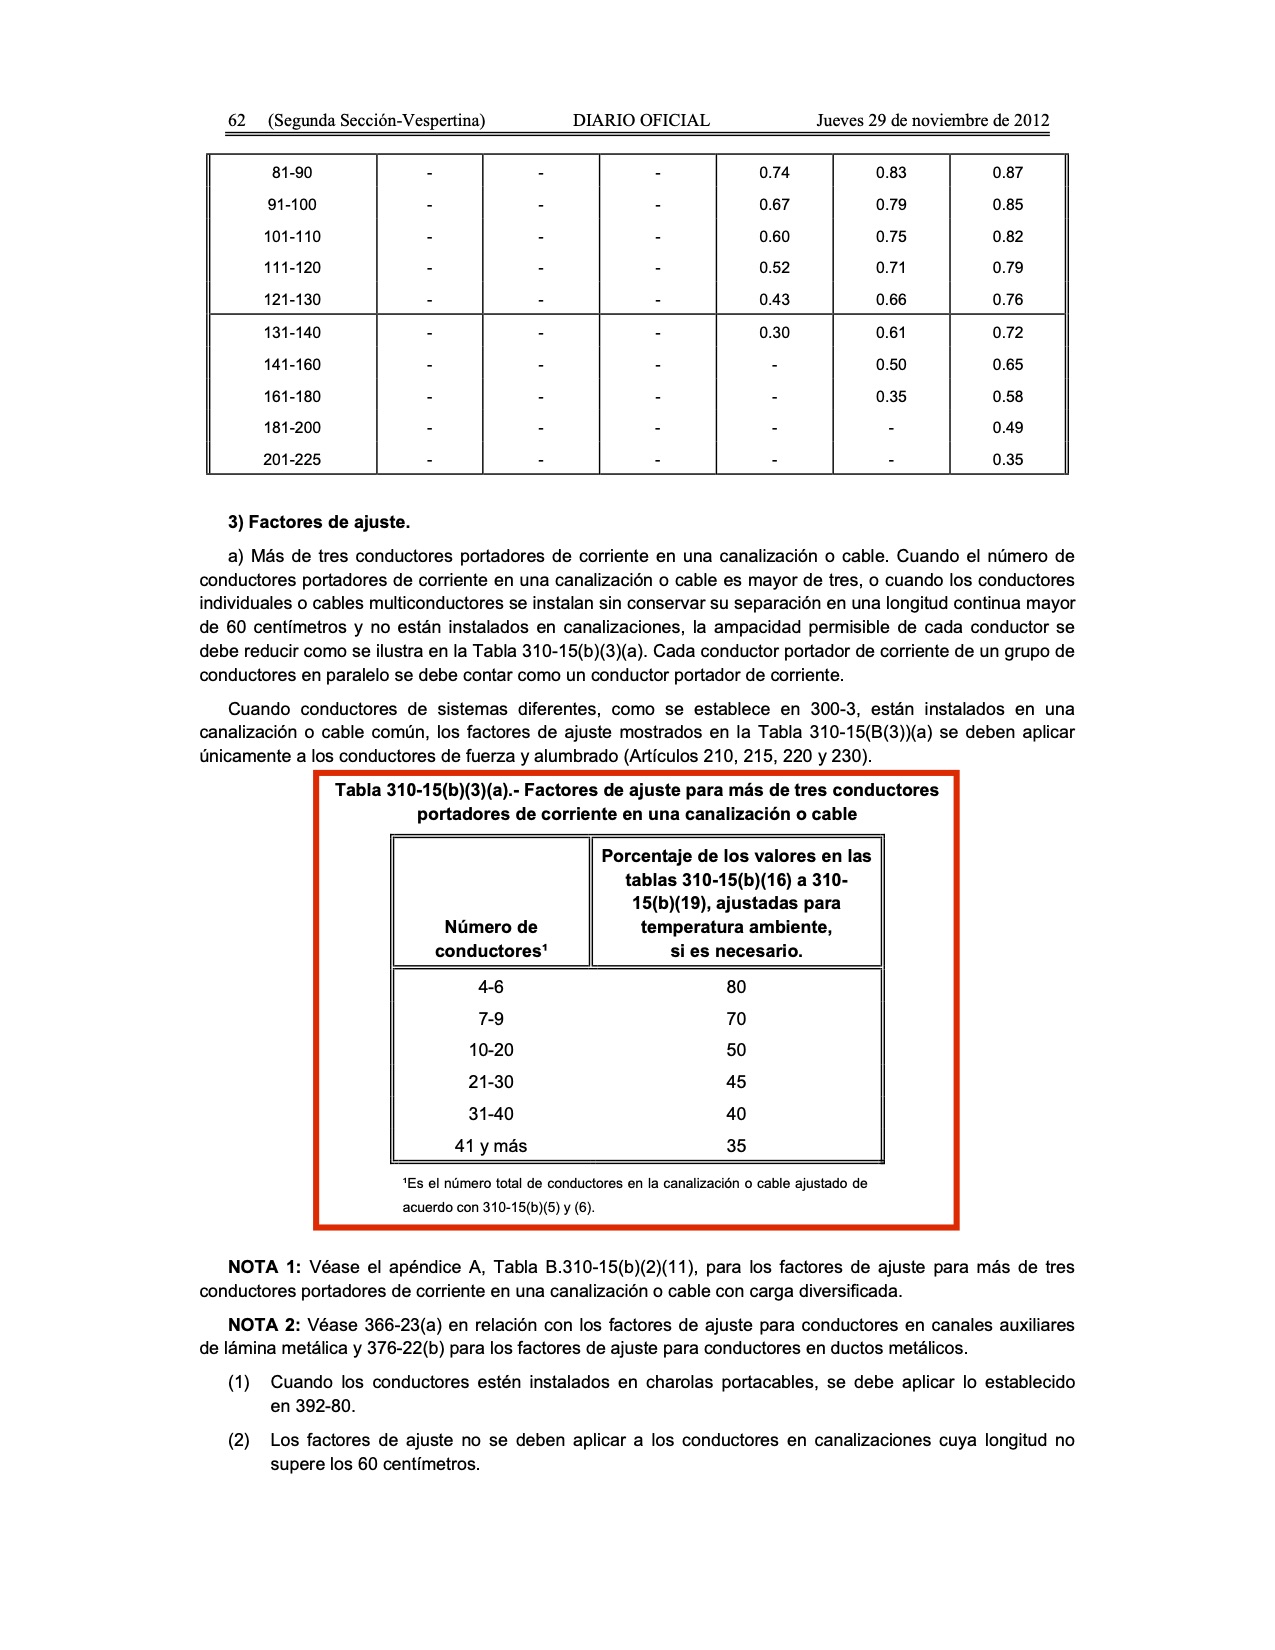 62 (Segunda Sección-Vespertina) DIARIO OFICIAL Jueves 29 de noviembre de 2012
81-90 - - - 0.74 0.83 0.87
91-100 - - - 0.67 0.79 0.85
101-110 - - - 0.60 0.75 0.82
111-120 - - - 0.52 0.71 0.79
121-130 - - - 0.43 0.66 0.76
131-140 - - - 0.30 0.61 0.72
141-160 - - - - 0.50 0.65
161-180 - - - - 0.35 0.58
181-200 - - - - - 0.49
201-225 - - - - - 0.35
3) Factores de ajuste.
a) Más de tres conductores portadores de corriente en una canalización o cable. Cuando el número de
conductores portadores de corriente en una canalización o cable es mayor de tres, o cuando los conductores
individuales o cables multiconductores se instalan sin conservar su separación en una longitud continua mayor
de 60 centímetros y no están instalados en canalizaciones, la ampacidad permisible de cada conductor se
debe reducir como se ilustra en la Tabla 310-15(b)(3)(a). Cada conductor portador de corriente de un grupo de
conductores en paralelo se debe contar como un conductor portador de corriente.
Cuando conductores de sistemas diferentes, como se establece en 300-3, están instalados en una
canalización o cable común, los factores de ajuste mostrados en la Tabla 310-15(B(3))(a) se deben aplicar
únicamente a los conductores de fuerza y alumbrado (Artículos 210, 215, 220 y 230).
Tabla 310-15(b)(3)(a).- Factores de ajuste para más de tres conductores
portadores de corriente en una canalización o cable
Número de
conductores¹
Porcentaje de los valores en las
tablas 310-15(b)(16) a 310-
15(b)(19), ajustadas para
temperatura ambiente,
si es necesario.
4-6 80
7-9 70
10-20 50
21-30 45
31-40 40
41 y más 35
¹Es el número total de conductores en la canalización o cable ajustado de
acuerdo con 310-15(b)(5) y (6).
NOTA 1: Véase el apéndice A, Tabla B.310-15(b)(2)(11), para los factores de ajuste para más de tres
conductores portadores de corriente en una canalización o cable con carga diversificada.
NOTA 2: Véase 366-23(a) en relación con los factores de ajuste para conductores en canales auxiliares
de lámina metálica y 376-22(b) para los factores de ajuste para conductores en ductos metálicos.
(1) Cuando los conductores estén instalados en charolas portacables, se debe aplicar lo establecido
en 392-80.
(2) Los factores de ajuste no se deben aplicar a los conductores en canalizaciones cuya longitud no
supere los 60 centímetros.